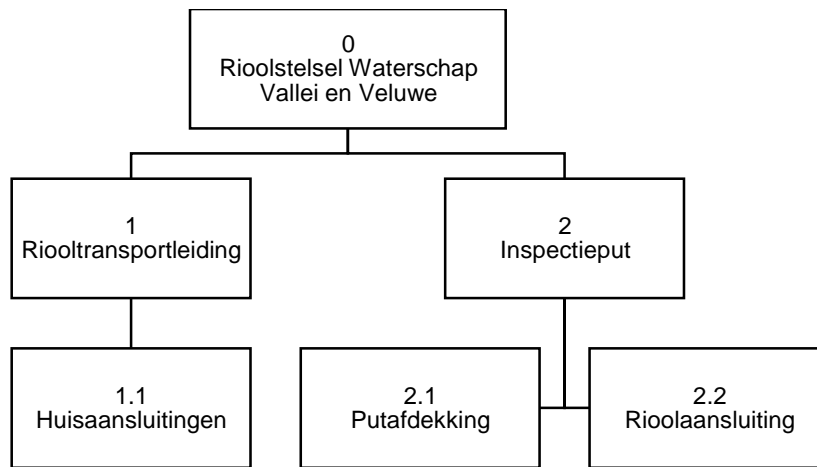 0
Rioolstelsel Waterschap
Vallei en Veluwe
1
Riooltransportleiding
2
Inspectieput
1.1
Huisaansluitingen
2.1
Putafdekking
2.2
Rioolaansluiting